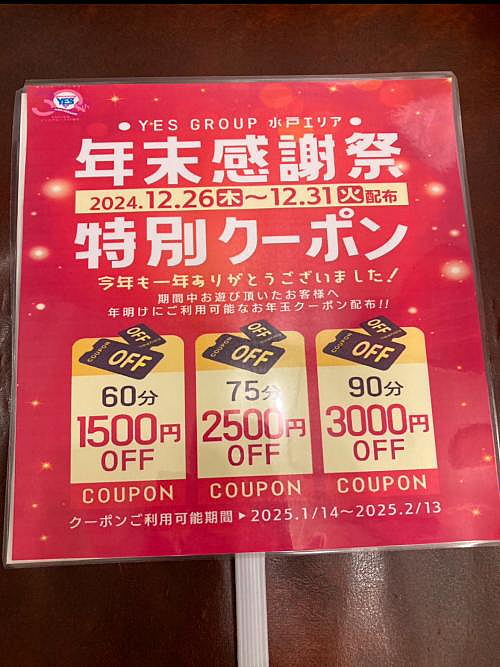 YES
● YES GROUP 水戸エリア ●
年末感謝祭
2024.12.26木～12.31火配布
特別クーポン
今年も一年ありがとうございました!
期間中お遊び頂いたお客様へ
年明けにご利用可能なお年玉クーポン配布!!
COUPON OFF
COUPON OFF
COUPON OFF
60分
1500円
OFF
COUPON
75分
2500円
OFF
COUPON
90分
3000円
OFF
COUPON
クーポンご利用可能期間▶2025.1/14～2025.2/13